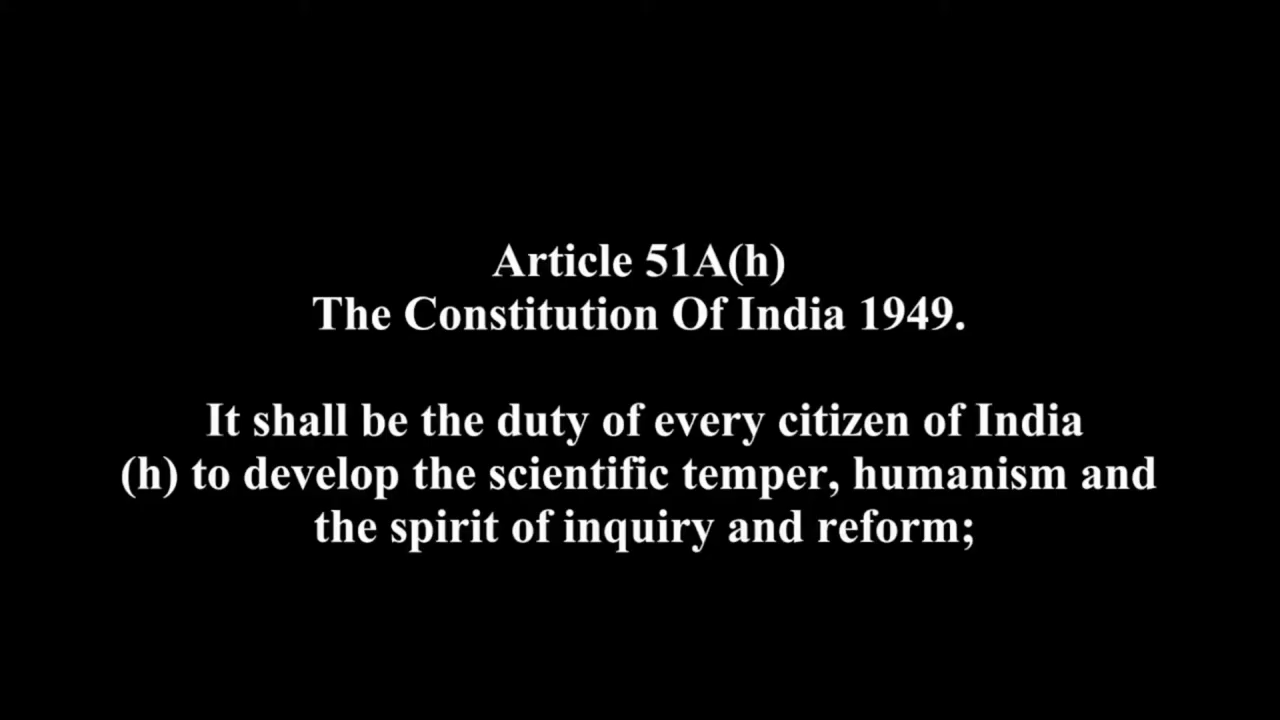 Article 51A(h)
The Constitution Of India 1949.
It shall be the duty of every citizen of India
(h) to develop the scientific temper, humanism and
the spirit of inquiry and reform;